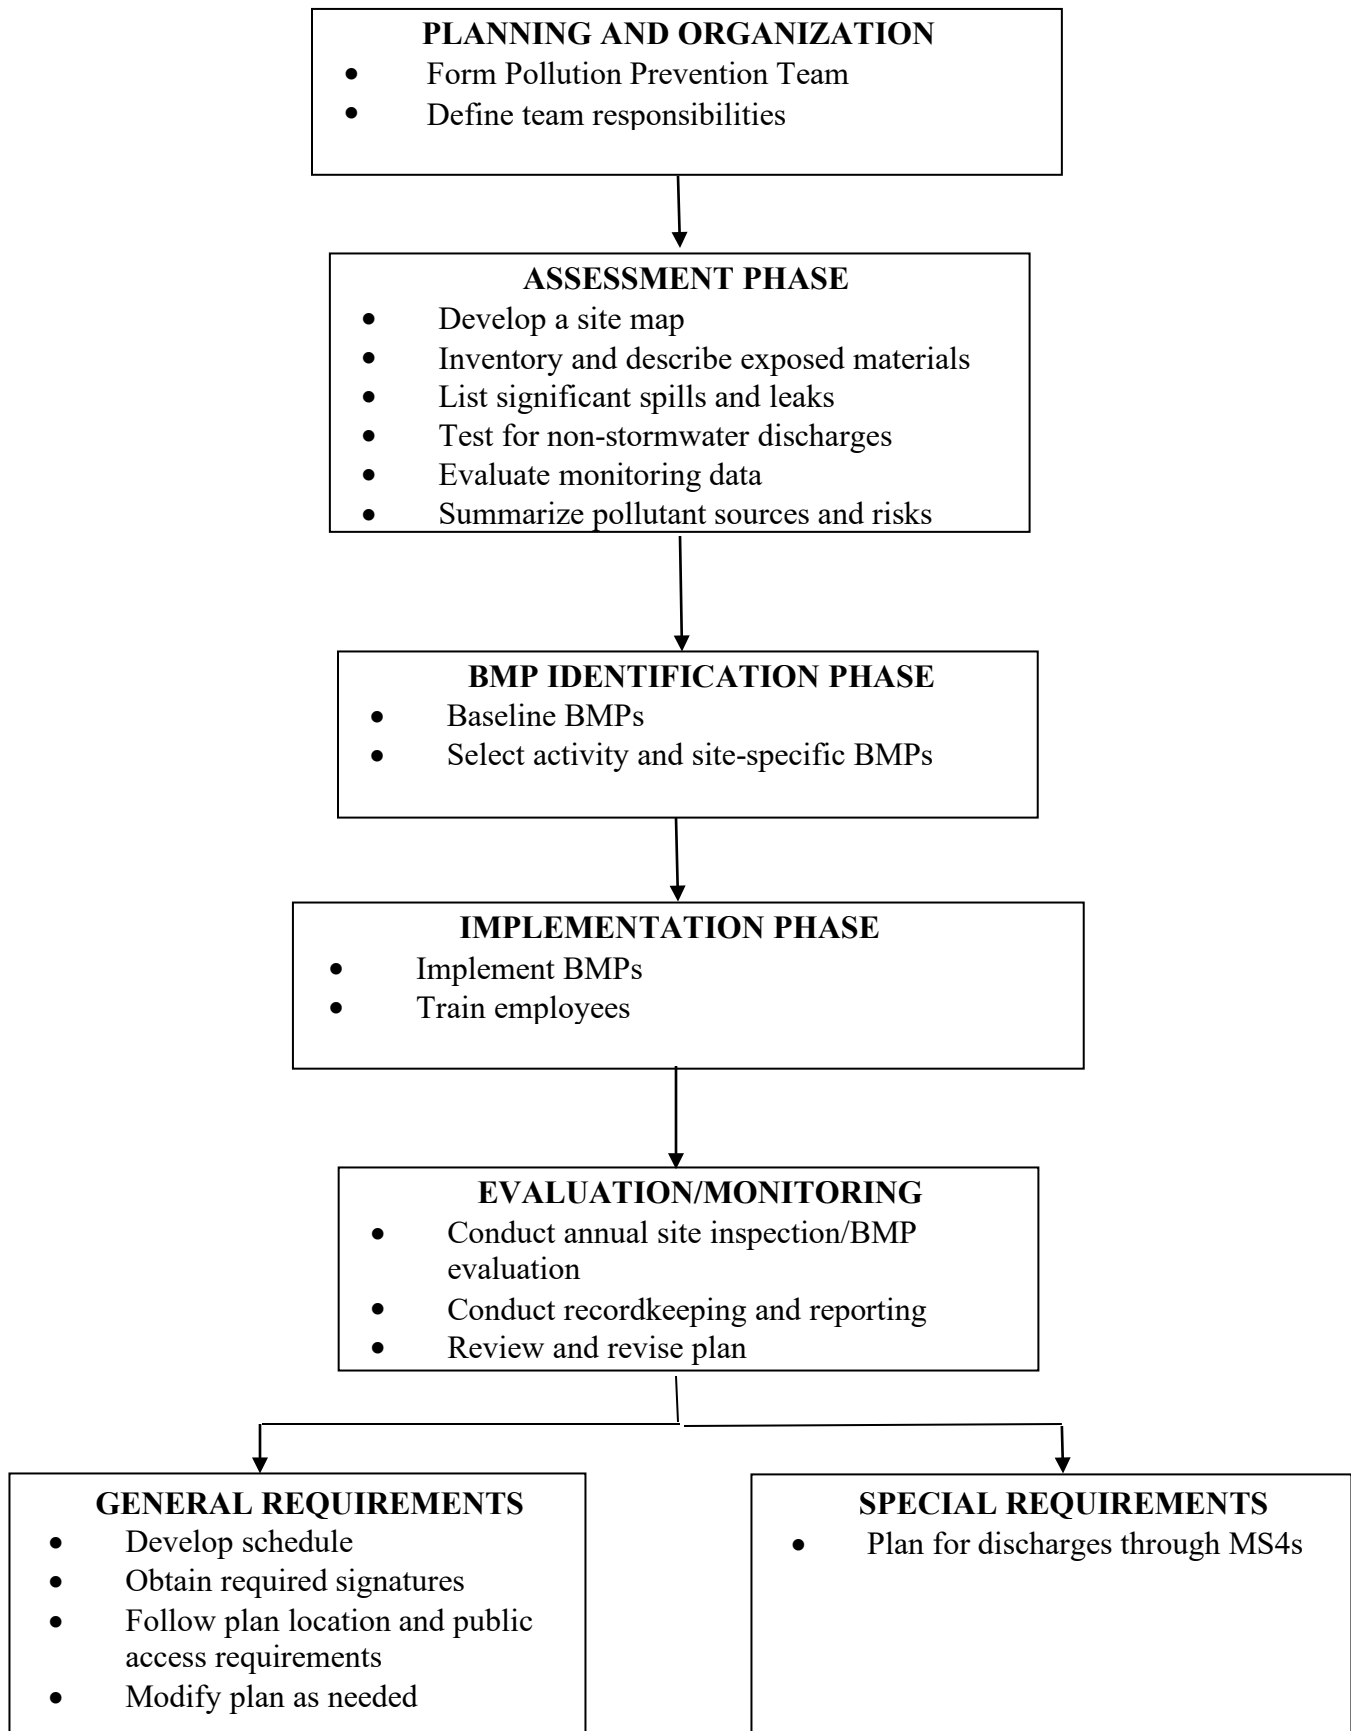 PLANNING AND ORGANIZATION
• Form Pollution Prevention Team
• Define team responsibilities
ASSESSMENT PHASE
• Develop a site map
• Inventory and describe exposed materials
• List significant spills and leaks
• Test for non-stormwater discharges
• Evaluate monitoring data
• Summarize pollutant sources and risks
BMP IDENTIFICATION PHASE
• Baseline BMPs
• Select activity and site-specific BMPs
IMPLEMENTATION PHASE
• Implement BMPs
• Train employees
EVALUATION/MONITORING
• Conduct annual site inspection/BMP
evaluation
• Conduct recordkeeping and reporting
• Review and revise plan
GENERAL REQUIREMENTS
• Develop schedule
• Obtain required signatures
• Follow plan location and public
access requirements
• Modify plan as needed
SPECIAL REQUIREMENTS
• Plan for discharges through MS4s